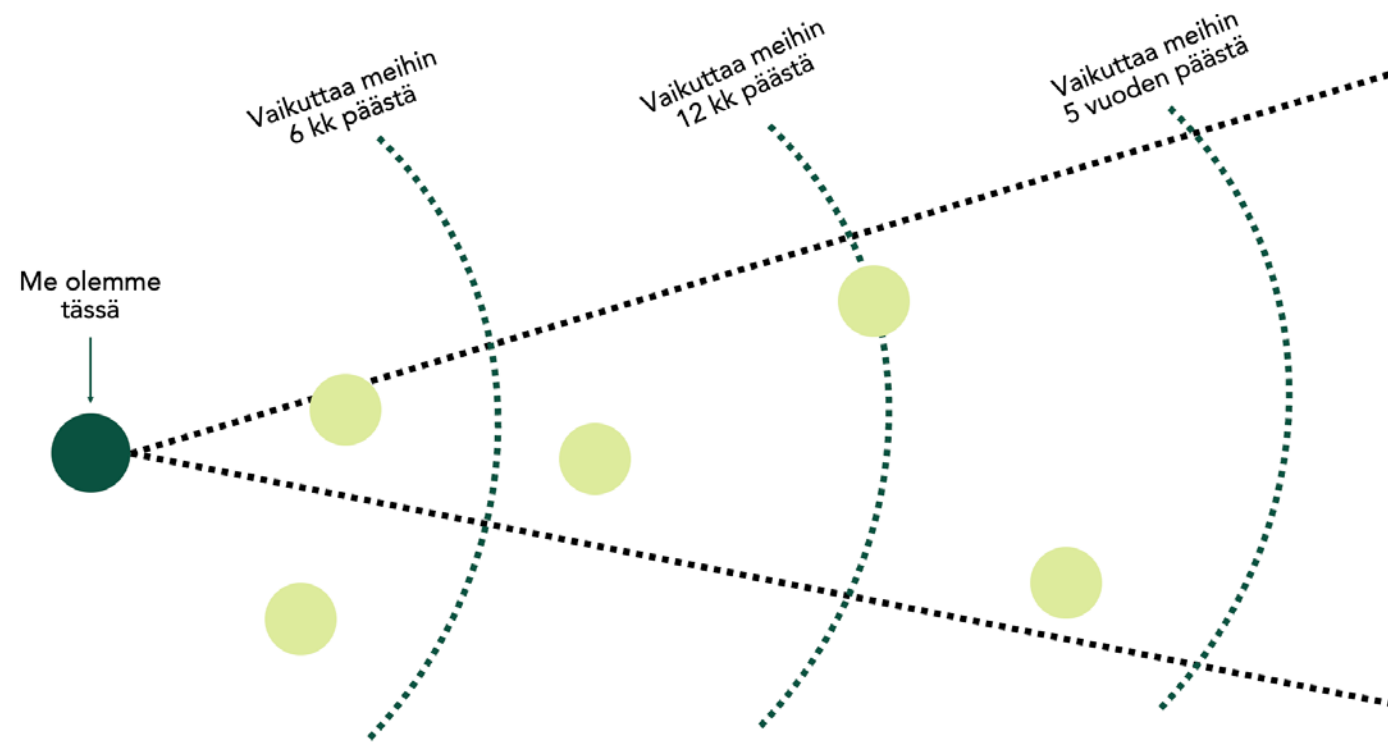 Vaikuttaa meihin
6 kk päästä
Vaikuttaa meihin
12 kk päästä
Vaikuttaa meihin
5 vuoden päästä
Me olemme
tässä